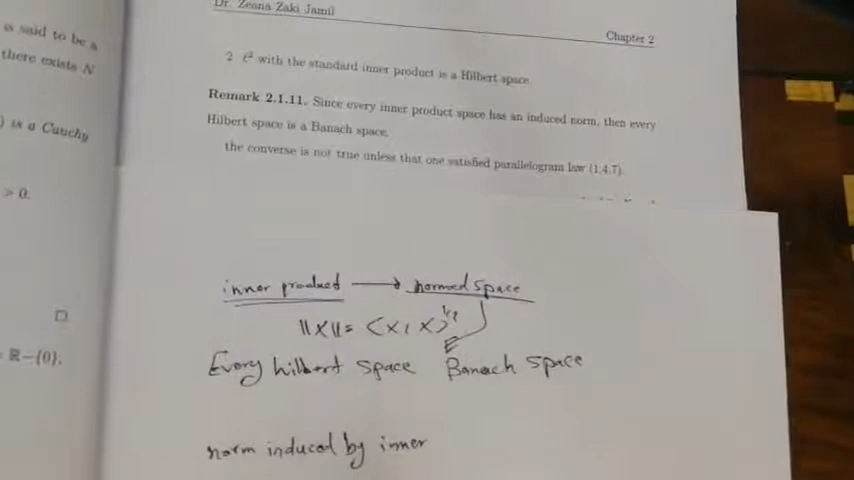 is said to be a
there exists N
) is a Cauchy
> 0.
□
= ℝ−{0}.
Dr. Zeana Zaki Jamil
Chapter 2
2 ℓ² with the standard inner product is a Hilbert space
Remark 2.1.11. Since every inner product space has an induced norm, then every
Hilbert space is a Banach space.
the converse is not true unless that one satisfied parallelogram law (1.4.7).
inner product → normed space
||x|| = <x, x>^1/2
Every hilbert space Banach space
norm induced by inner